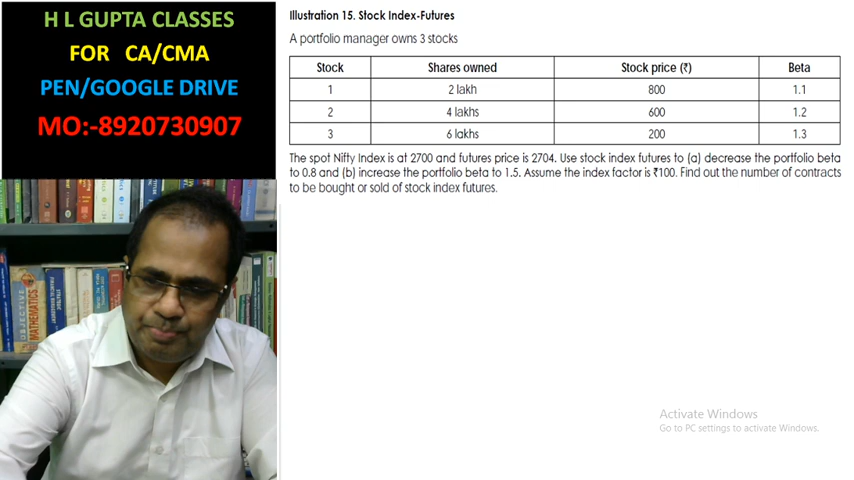 H L GUPTA CLASSES
FOR CA/CMA
PEN/GOOGLE DRIVE
MO:-8920730907
Illustration 15. Stock Index-Futures
A portfolio manager owns 3 stocks
Stock Shares owned Stock price (₹) Beta
1 2 lakh 800 1.1
2 4 lakhs 600 1.2
3 6 lakhs 200 1.3
The spot Nifty Index is at 2700 and futures price is 2704. Use stock index futures to (a) decrease the portfolio beta
to 0.8 and (b) increase the portfolio beta to 1.5. Assume the index factor is ₹100. Find out the number of contracts
to be bought or sold of stock index futures.
OBJECTIVE
MATHEMATICS
Activate Windows
Go to PC settings to activate Windows.